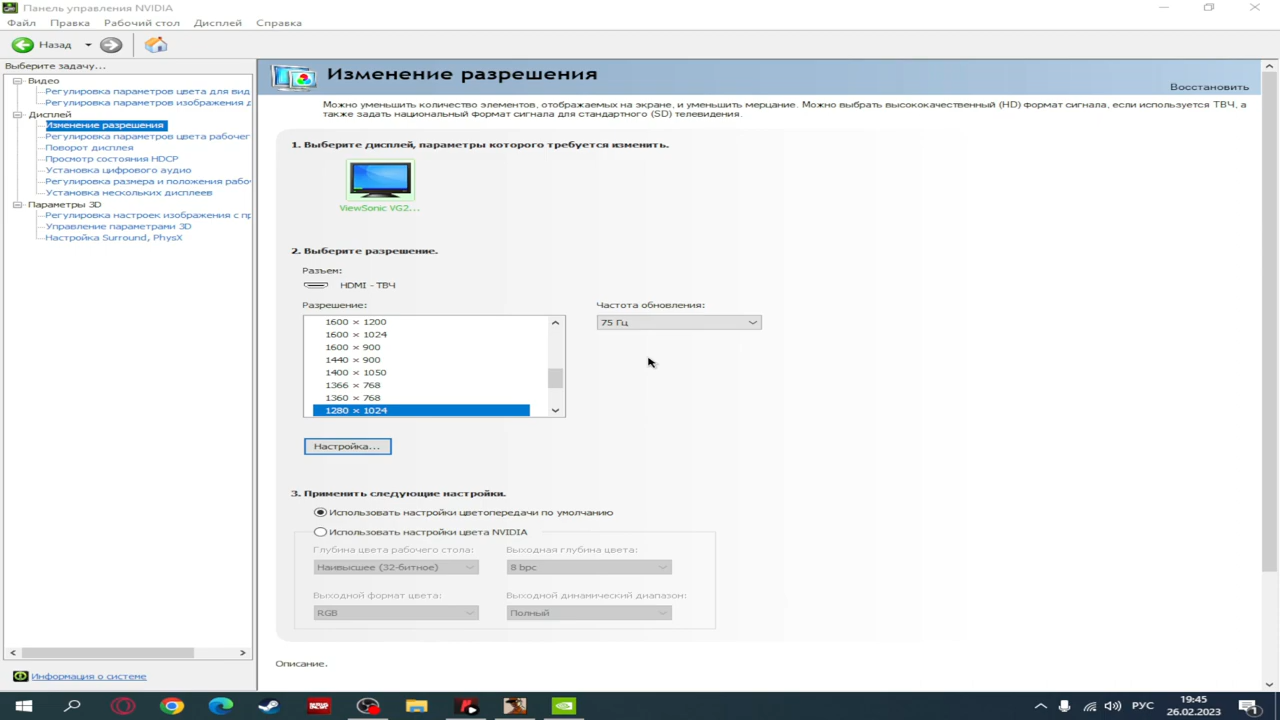 Панель управления NVIDIA
Файл Правка Рабочий стол Дисплей Справка
Назад
Выберите задачу...
Видео
Регулировка параметров цвета для вид
Регулировка параметров изображения д
Дисплей
Изменение разрешения
Регулировка параметров цвета рабочег
Поворот дисплея
Просмотр состояния HDCP
Установка цифрового аудио
Регулировка размера и положения рабо
Установка нескольких дисплеев
Параметры 3D
Регулировка настроек изображения с пр
Управление параметрами 3D
Настройка Surround, PhysX
Информация о системе
Изменение разрешения
Восстановить
Можно уменьшить количество элементов, отображаемых на экране, и уменьшить мерцание. Можно выбрать высококачественный (HD) формат сигнала, если используется ТВЧ, а
также задать национальный формат сигнала для стандартного (SD) телевидения.
1. Выберите дисплей, параметры которого требуется изменить.
ViewSonic VG2...
2. Выберите разрешение.
Разъем:
HDMI - ТВЧ
Разрешение:
Частота обновления:
75 Гц
1600 × 1200
1600 × 1024
1600 × 900
1440 × 900
1400 × 1050
1366 × 768
1360 × 768
1280 × 1024
Настройка...
3. Применить следующие настройки.
Использовать настройки цветопередачи по умолчанию
Использовать настройки цвета NVIDIA
Глубина цвета рабочего стола: Выходная глубина цвета:
Наивысшее (32-битное) 8 bpc
Выходной формат цвета: Выходной динамический диапазон:
RGB Полный
Описание.
РУС
19:45
26.02.2023
1